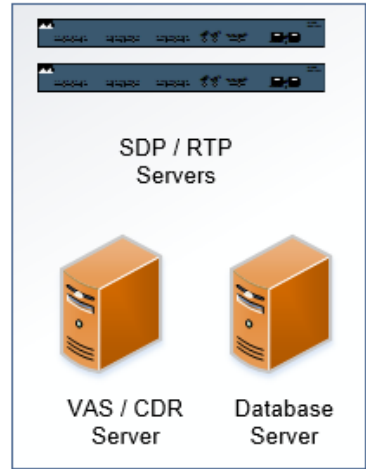 SDP / RTP
Servers
VAS / CDR
Server
Database
Server